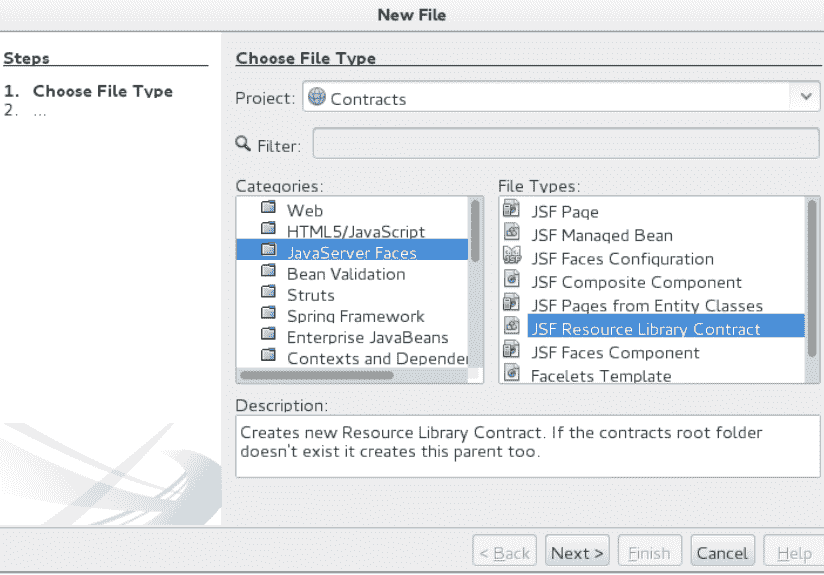 New File
Steps
1. Choose File Type
2. ...
Choose File Type
Project: Contracts
Filter:
Categories:
Web
HTML5/JavaScript
JavaServer Faces
Bean Validation
Struts
Spring Framework
Enterprise JavaBeans
Contexts and Depender
File Types:
JSF Page
JSF Managed Bean
JSF Faces Configuration
JSF Composite Component
JSF Pages from Entity Classes
JSF Resource Library Contract
JSF Faces Component
Facelets Template
Description:
Creates new Resource Library Contract. If the contracts root folder
doesn't exist it creates this parent too.
< Back Next > Finish Cancel Help